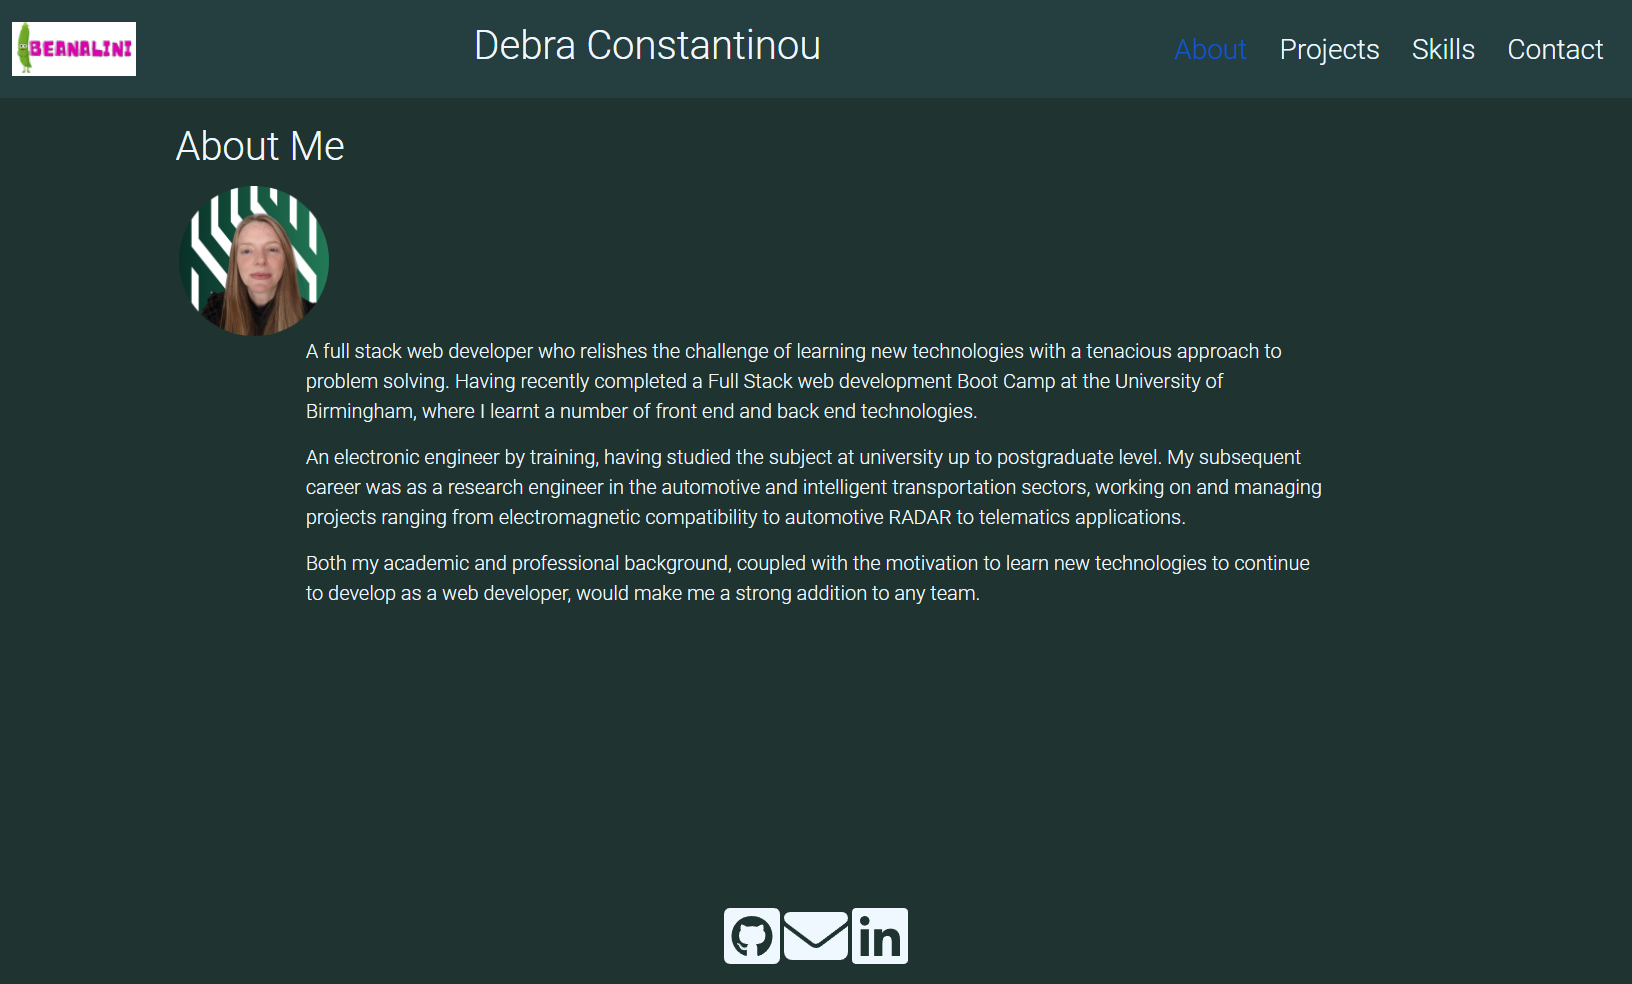 BEANALINI
Debra Constantinou
About
Projects
Skills
Contact
About Me
A full stack web developer who relishes the challenge of learning new technologies with a tenacious approach to
problem solving. Having recently completed a Full Stack web development Boot Camp at the University of
Birmingham, where I learnt a number of front end and back end technologies.
An electronic engineer by training, having studied the subject at university up to postgraduate level. My subsequent
career was as a research engineer in the automotive and intelligent transportation sectors, working on and managing
projects ranging from electromagnetic compatibility to automotive RADAR to telematics applications.
Both my academic and professional background, coupled with the motivation to learn new technologies to continue
to develop as a web developer, would make me a strong addition to any team.
in